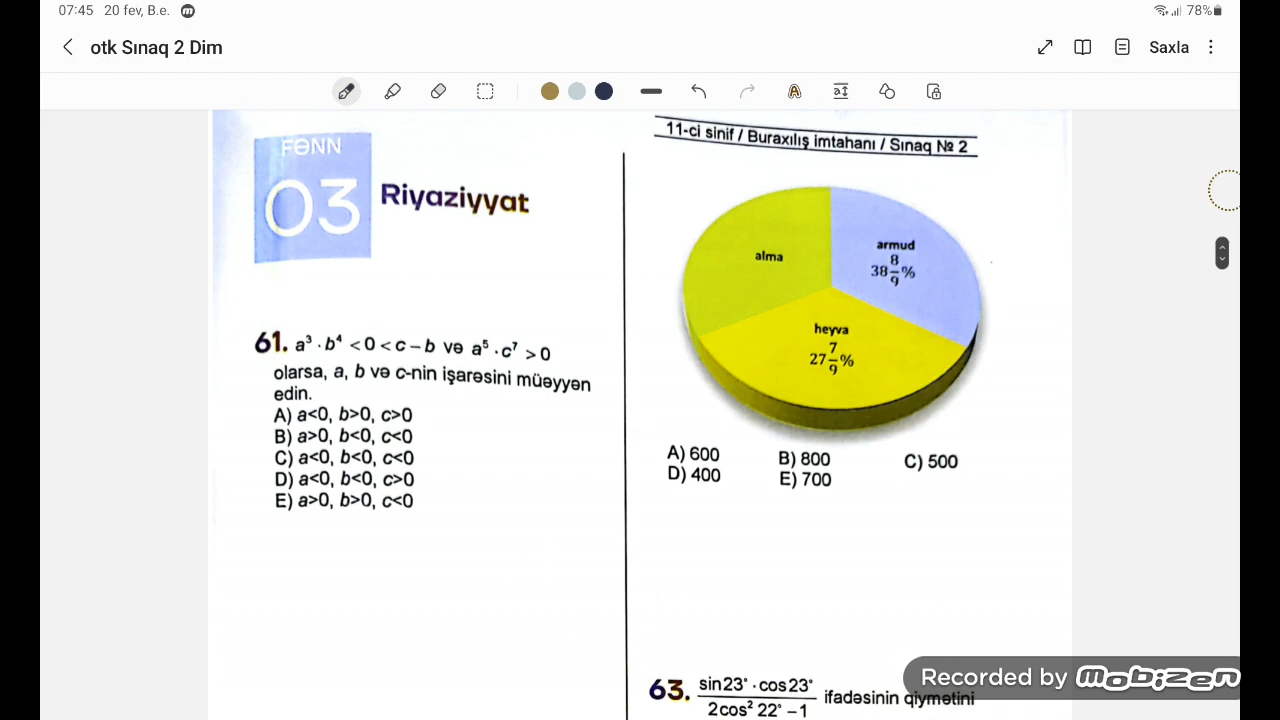 07:45 20 fev, B.e.
78%
otk Sınaq 2 Dim
Saxla
FƏNN
03
Riyaziyyat
61. a³ · b⁴ < 0 < c – b və a⁵ · c⁷ > 0
olarsa, a, b və c-nin işarəsini müəyyən
edin.
A) a<0, b>0, c>0
B) a>0, b<0, c<0
C) a<0, b<0, c<0
D) a<0, b<0, c>0
E) a>0, b>0, c<0
11-ci sinif / Buraxılış imtahanı / Sınaq № 2
alma
armud
38 8/9 %
heyva
27 7/9 %
A) 600 B) 800 C) 500
D) 400 E) 700
63. sin23° · cos23° / 2cos² 22° – 1 ifadəsinin qiymətini
Recorded by Mobizen